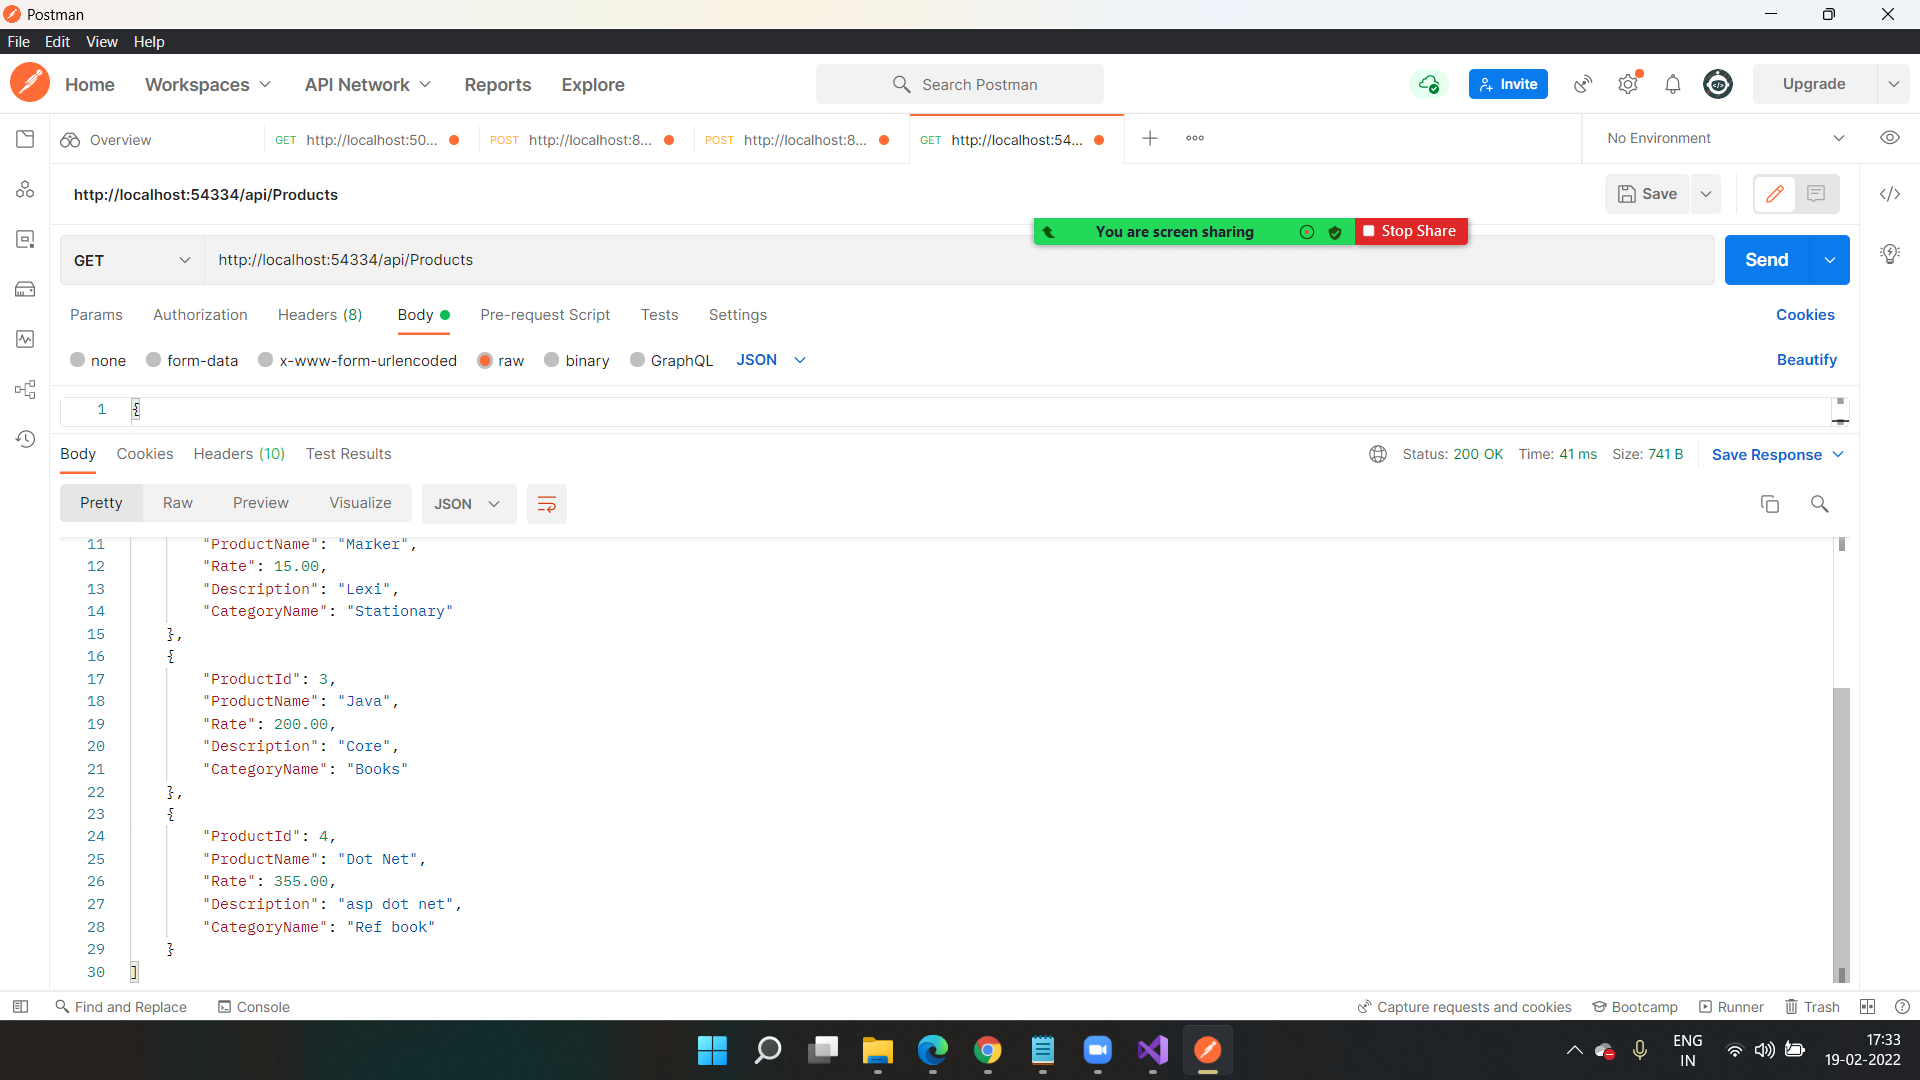 Postman
File Edit View Help
Home Workspaces API Network Reports Explore Search Postman Invite Upgrade
Overview GET http://localhost:50... POST http://localhost:8... POST http://localhost:8... GET http://localhost:54... No Environment
http://localhost:54334/api/Products Save
You are screen sharing Stop Share
GET http://localhost:54334/api/Products Send
Params Authorization Headers (8) Body Pre-request Script Tests Settings Cookies
none form-data x-www-form-urlencoded raw binary GraphQL JSON Beautify
1 {
Body Cookies Headers (10) Test Results Status: 200 OK Time: 41 ms Size: 741 B Save Response
Pretty Raw Preview Visualize JSON
11 "ProductName": "Marker",
12 "Rate": 15.00,
13 "Description": "Lexi",
14 "CategoryName": "Stationary"
15 },
16 {
17 "ProductId": 3,
18 "ProductName": "Java",
19 "Rate": 200.00,
20 "Description": "Core",
21 "CategoryName": "Books"
22 },
23 {
24 "ProductId": 4,
25 "ProductName": "Dot Net",
26 "Rate": 355.00,
27 "Description": "asp dot net",
28 "CategoryName": "Ref book"
29 }
30 ]
Find and Replace Console Capture requests and cookies Bootcamp Runner Trash
ENG 17:33
IN 19-02-2022